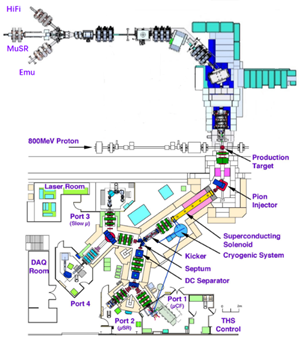 HiFi
MuSR
Emu
800MeV Proton
Production
Target
Laser Room
Pion
Injector
Port 3
(Slow μ)
Superconducting
Solenoid
Kicker
Cryogenic System
DAQ
Room
Septum
DC Separator
Port 4
Port 1
(μCF)
Port 2
(μSR)
THS
Control